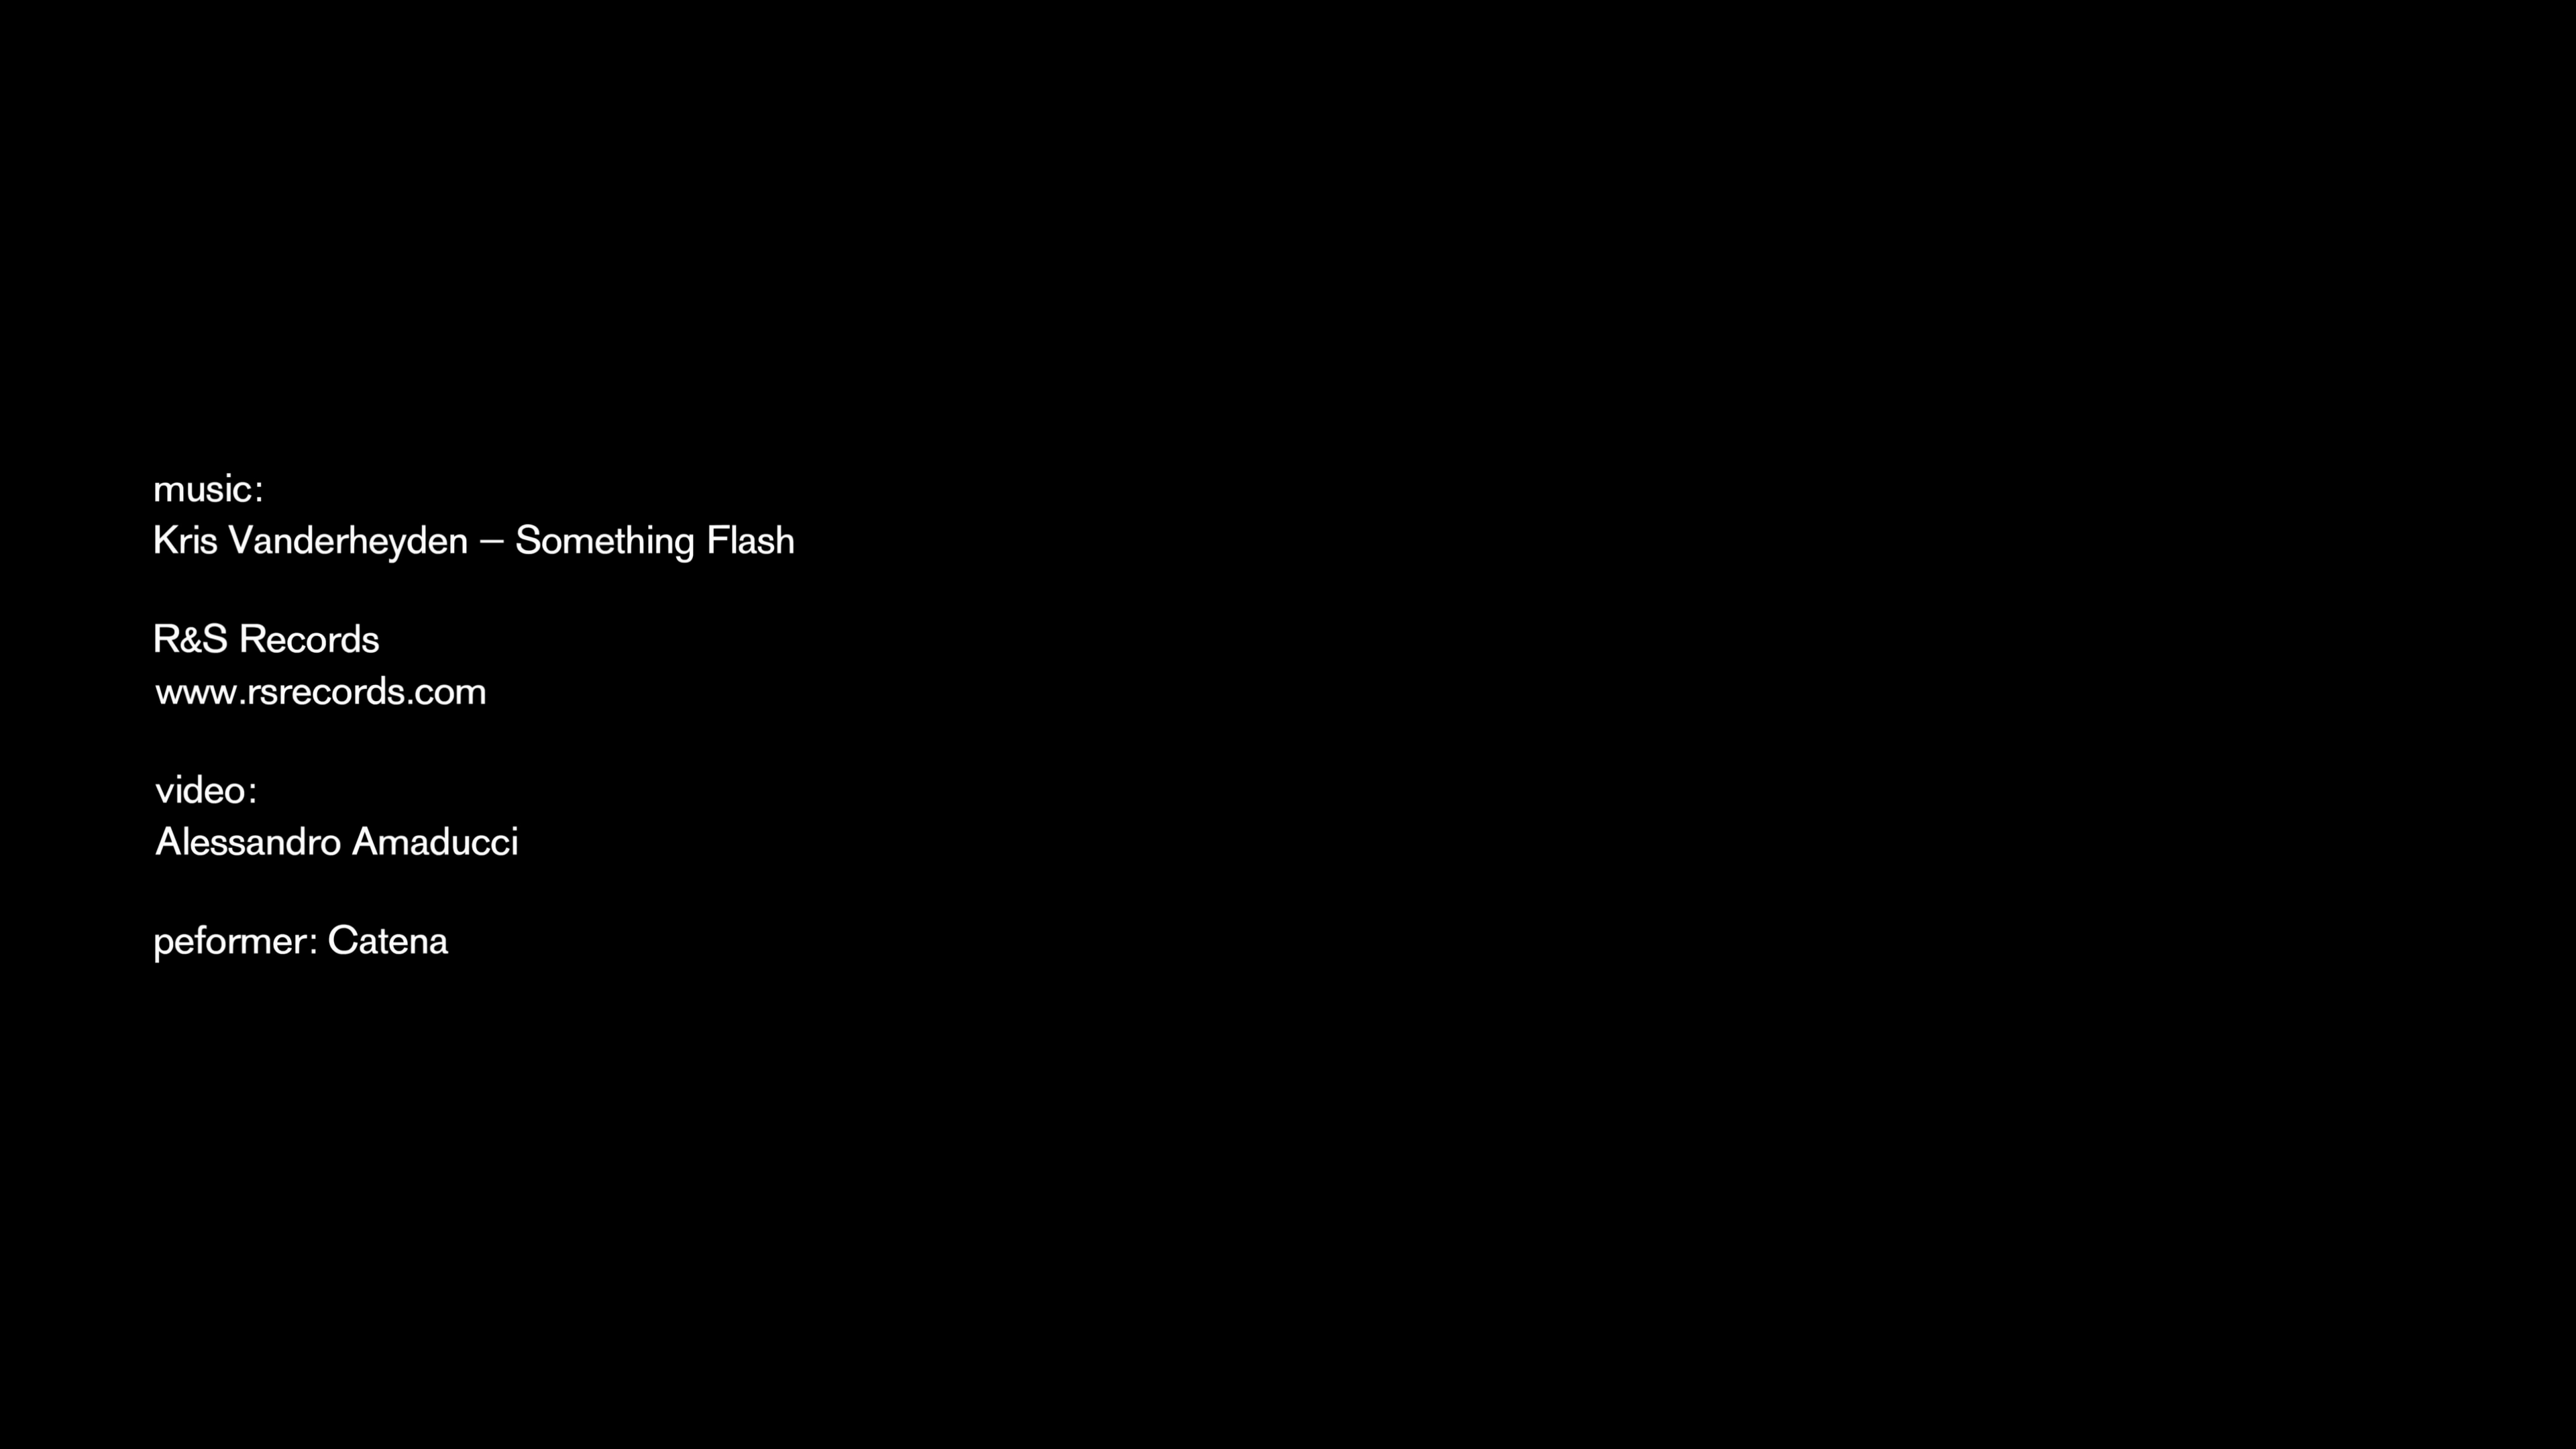 music:
Kris Vanderheyden – Something Flash
R&S Records
www.rsrecords.com
video:
Alessandro Amaducci
peformer: Catena